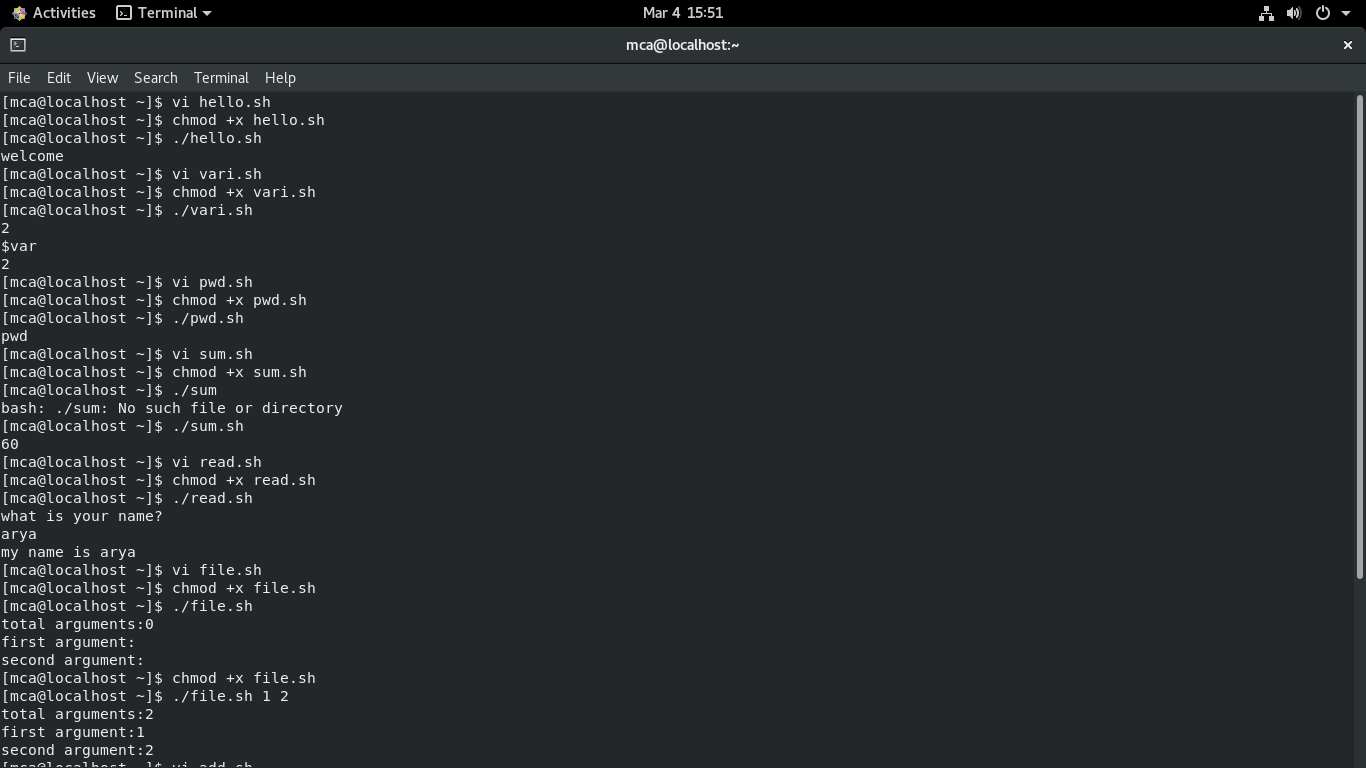 Activities Terminal Mar 4 15:51
mca@localhost:~
File Edit View Search Terminal Help
[mca@localhost ~]$ vi hello.sh
[mca@localhost ~]$ chmod +x hello.sh
[mca@localhost ~]$ ./hello.sh
welcome
[mca@localhost ~]$ vi vari.sh
[mca@localhost ~]$ chmod +x vari.sh
[mca@localhost ~]$ ./vari.sh
2
$var
2
[mca@localhost ~]$ vi pwd.sh
[mca@localhost ~]$ chmod +x pwd.sh
[mca@localhost ~]$ ./pwd.sh
pwd
[mca@localhost ~]$ vi sum.sh
[mca@localhost ~]$ chmod +x sum.sh
[mca@localhost ~]$ ./sum
bash: ./sum: No such file or directory
[mca@localhost ~]$ ./sum.sh
60
[mca@localhost ~]$ vi read.sh
[mca@localhost ~]$ chmod +x read.sh
[mca@localhost ~]$ ./read.sh
what is your name?
arya
my name is arya
[mca@localhost ~]$ vi file.sh
[mca@localhost ~]$ chmod +x file.sh
[mca@localhost ~]$ ./file.sh
total arguments:0
first argument:
second argument:
[mca@localhost ~]$ chmod +x file.sh
[mca@localhost ~]$ ./file.sh 1 2
total arguments:2
first argument:1
second argument:2
[mca@localhost ~]$ vi add.sh